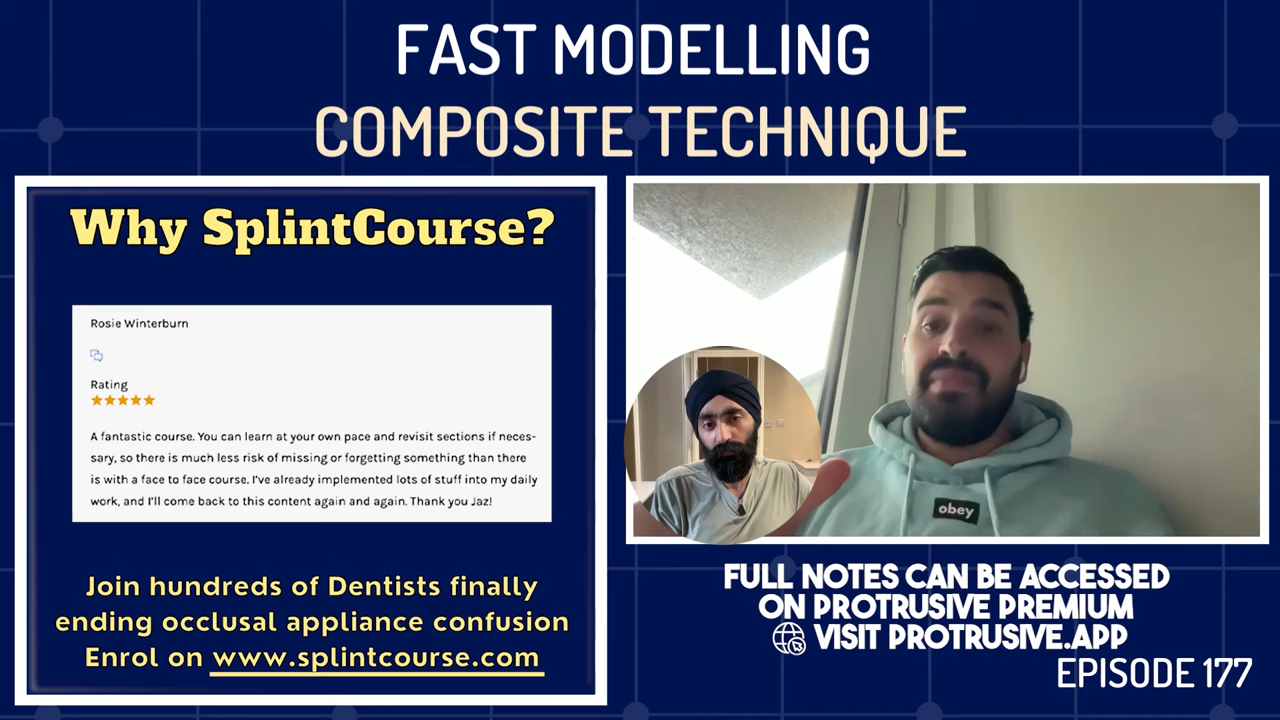 FAST MODELLING
COMPOSITE TECHNIQUE
Why SplintCourse?
Rosie Winterburn
Rating
A fantastic course. You can learn at your own pace and revisit sections if neces-
sary, so there is much less risk of missing or forgetting something than there
is with a face to face course. I've already implemented lots of stuff into my daily
work, and I'll come back to this content again and again. Thank you Jaz!
Join hundreds of Dentists finally
ending occlusal appliance confusion
Enrol on www.splintcourse.com
obey
FULL NOTES CAN BE ACCESSED
ON PROTRUSIVE PREMIUM
VISIT PROTRUSIVE.APP
EPISODE 177